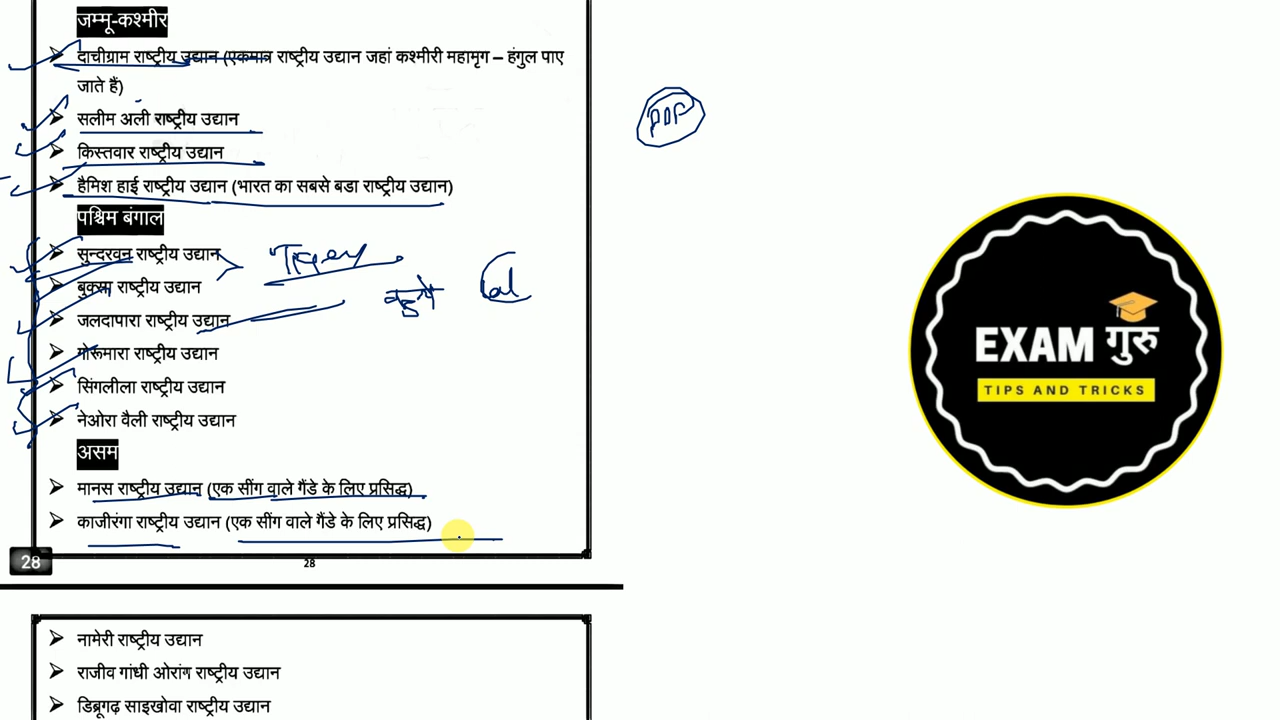 जम्मू-कश्मीर
दाचीग्राम राष्ट्रीय उद्यान (एकमात्र राष्ट्रीय उद्यान जहां कश्मीरी महामृग – हंगुल पाए
जाते हैं)
सलीम अली राष्ट्रीय उद्यान
किस्तवार राष्ट्रीय उद्यान
हैमिश हाई राष्ट्रीय उद्यान (भारत का सबसे बडा राष्ट्रीय उद्यान)
पश्चिम बंगाल
सुन्दरवन राष्ट्रीय उद्यान
बुक्सा राष्ट्रीय उद्यान
जलदापारा राष्ट्रीय उद्यान
गोरूमारा राष्ट्रीय उद्यान
सिंगलीला राष्ट्रीय उद्यान
नेओरा वैली राष्ट्रीय उद्यान
असम
मानस राष्ट्रीय उद्यान (एक सींग वाले गैंडे के लिए प्रसिद्ध)
काजीरंगा राष्ट्रीय उद्यान (एक सींग वाले गैंडे के लिए प्रसिद्ध)
28
28
नामेरी राष्ट्रीय उद्यान
राजीव गांधी ओरांग राष्ट्रीय उद्यान
डिब्रूगढ़ साइखोवा राष्ट्रीय उद्यान
PDF
Tiger
EXAM गुरु
TIPS AND TRICKS